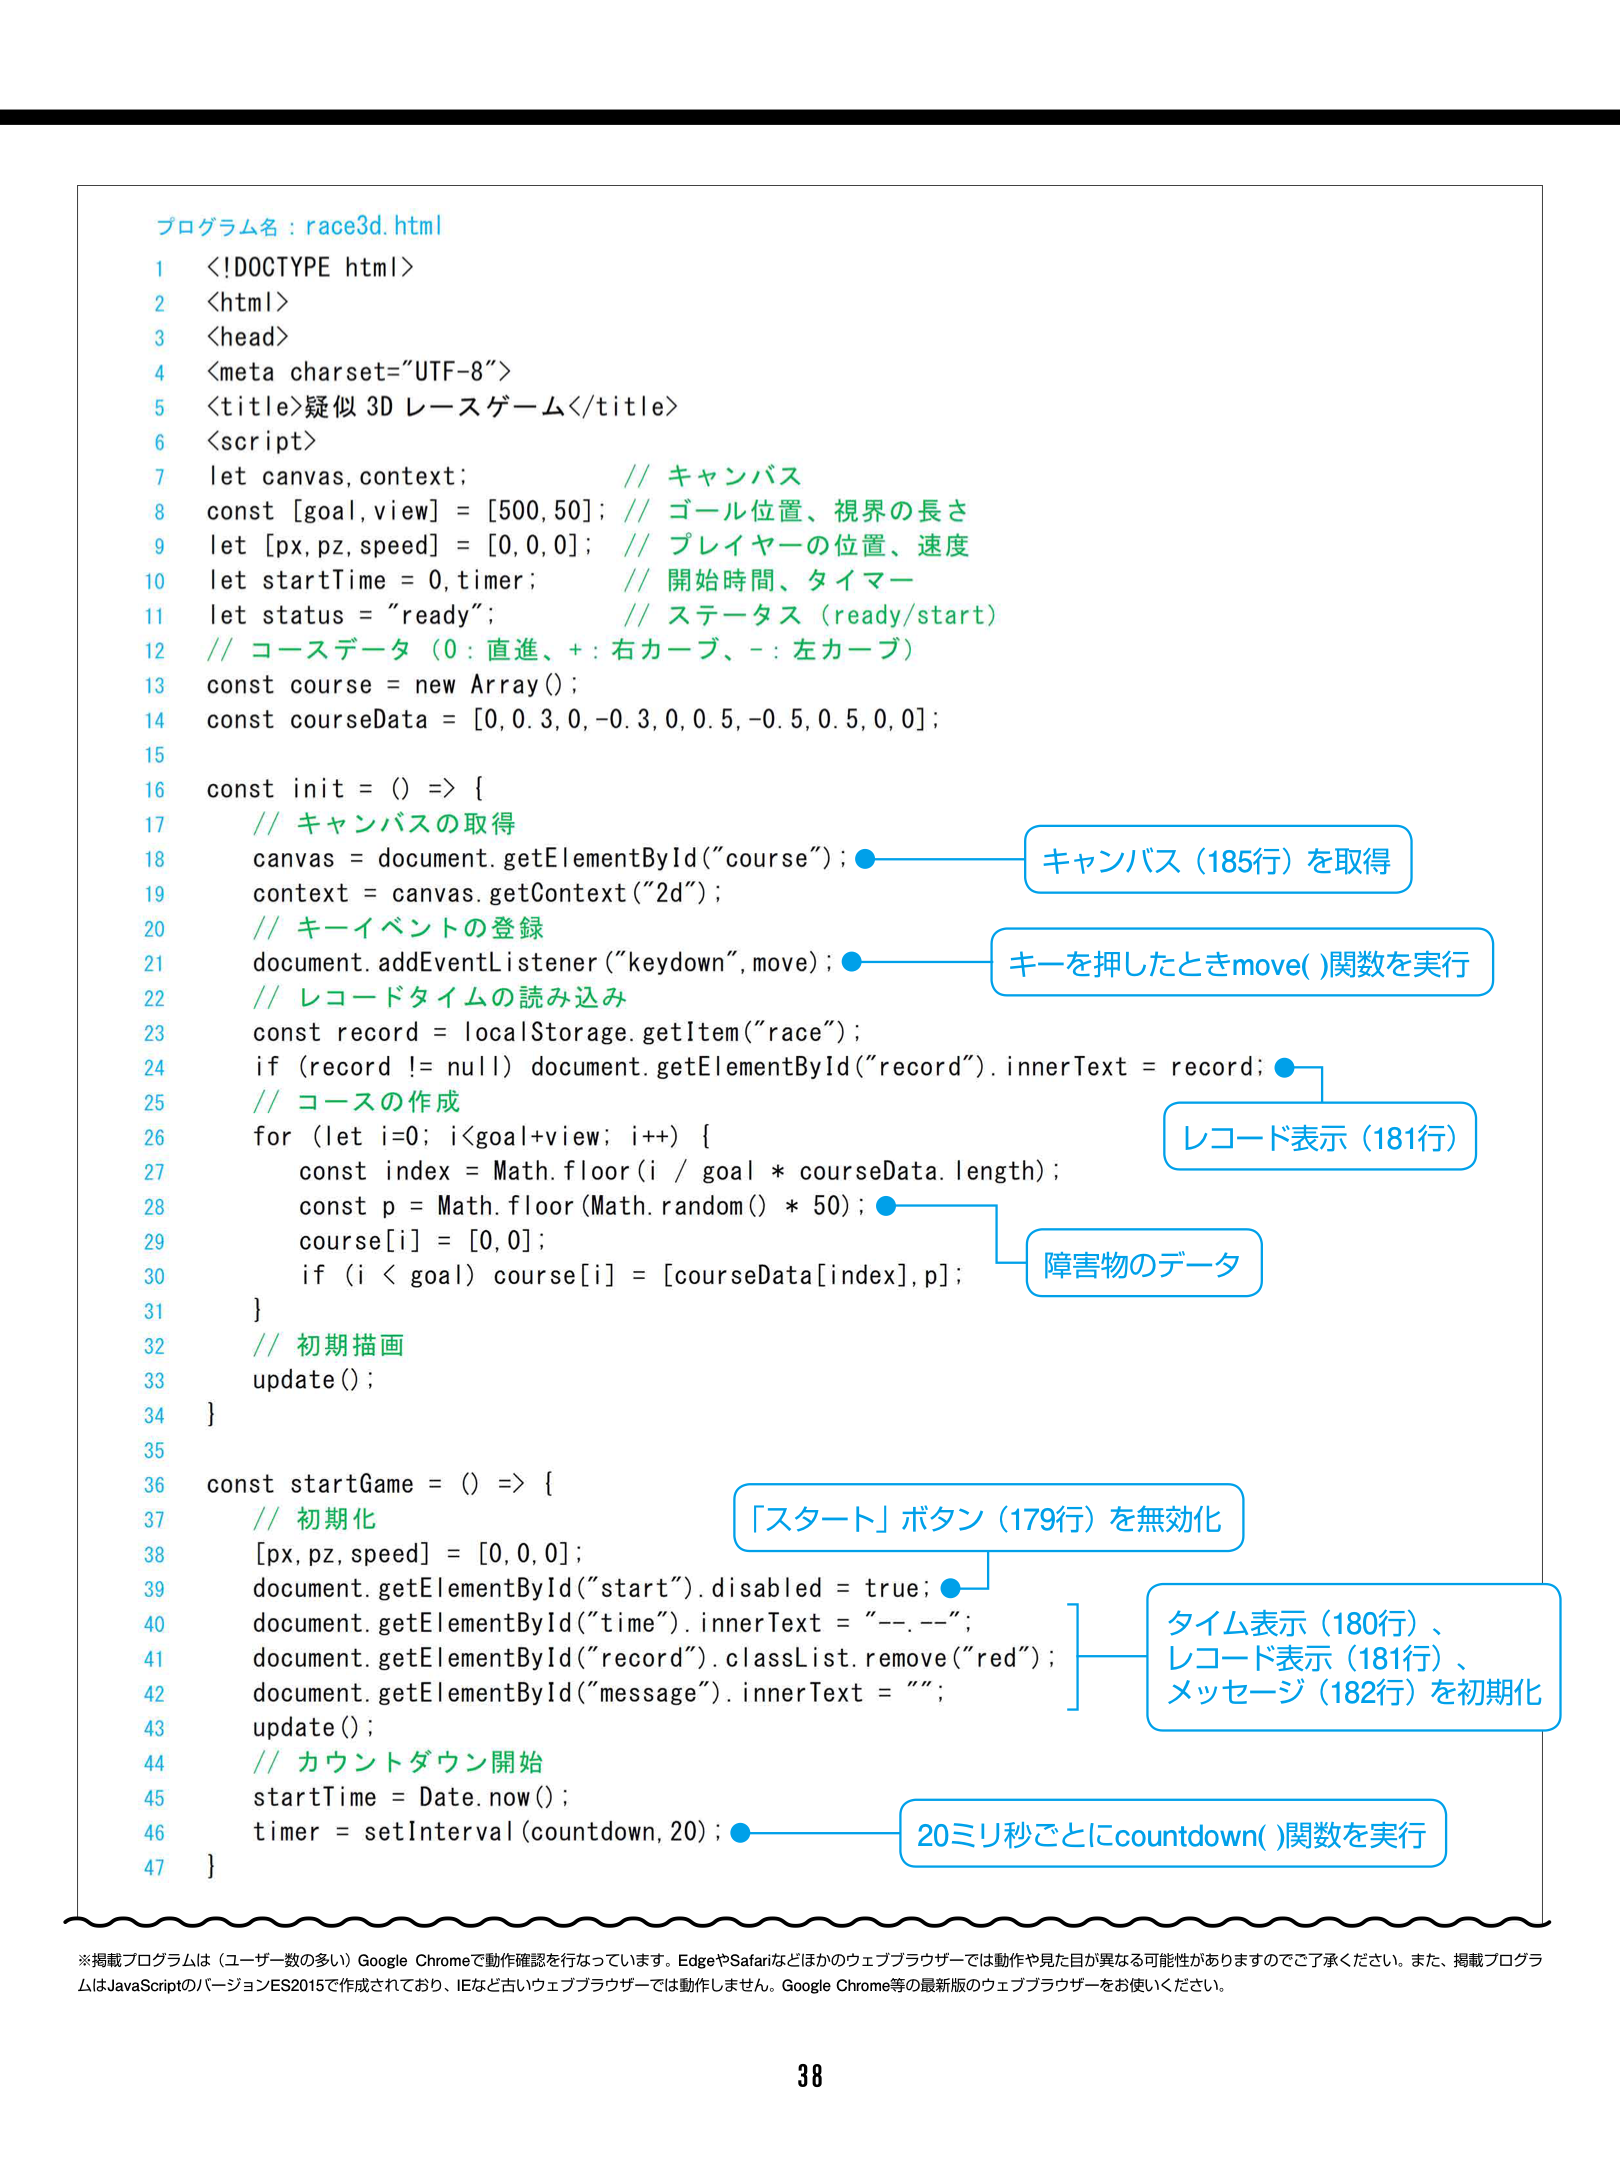 プログラム名：race3d.html
1 <!DOCTYPE html>
2 <html>
3 <head>
4 <meta charset="UTF-8">
5 <title>疑似 3D レースゲーム</title>
6 <script>
7 let canvas,context; // キャンバス
8 const [goal,view] = [500,50]; // ゴール位置、視界の長さ
9 let [px,pz,speed] = [0,0,0]; // プレイヤーの位置、速度
10 let startTime = 0,timer; // 開始時間、タイマー
11 let status = "ready"; // ステータス（ready/start）
12 // コースデータ（0：直進、+：右カーブ、-：左カーブ）
13 const course = new Array();
14 const courseData = [0,0.3,0,-0.3,0,0.5,-0.5,0.5,0,0];
15
16 const init = () => {
17 // キャンバスの取得
18 canvas = document.getElementById("course"); キャンバス（185行）を取得
19 context = canvas.getContext("2d");
20 // キーイベントの登録
21 document.addEventListener("keydown",move); キーを押したときmove( )関数を実行
22 // レコードタイムの読み込み
23 const record = localStorage.getItem("race");
24 if (record != null) document.getElementById("record").innerText = record;
25 // コースの作成
26 for (let i=0; i<goal+view; i++) {
レコード表示（181行）
27 const index = Math.floor(i / goal * courseData.length);
28 const p = Math.floor(Math.random() * 50);
29 course[i] = [0,0];
障害物のデータ
30 if (i < goal) course[i] = [courseData[index],p];
31 }
32 // 初期描画
33 update();
34 }
35
36 const startGame = () => {
37 // 初期化
「スタート」ボタン（179行）を無効化
38 [px,pz,speed] = [0,0,0];
39 document.getElementById("start").disabled = true;
40 document.getElementById("time").innerText = "--.--";
41 document.getElementById("record").classList.remove("red");
42 document.getElementById("message").innerText = "";
タイム表示（180行）、
レコード表示（181行）、
メッセージ（182行）を初期化
43 update();
44 // カウントダウン開始
45 startTime = Date.now();
46 timer = setInterval(countdown,20); 20ミリ秒ごとにcountdown( )関数を実行
47 }
※掲載プログラムは（ユーザー数の多い）Google Chromeで動作確認を行なっています。EdgeやSafariなどほかのウェブブラウザーでは動作や見た目が異なる可能性がありますのでご了承ください。また、掲載プログラ
ムはJavaScriptのバージョンES2015で作成されており、IEなど古いウェブブラウザーでは動作しません。Google Chrome等の最新版のウェブブラウザーをお使いください。
38